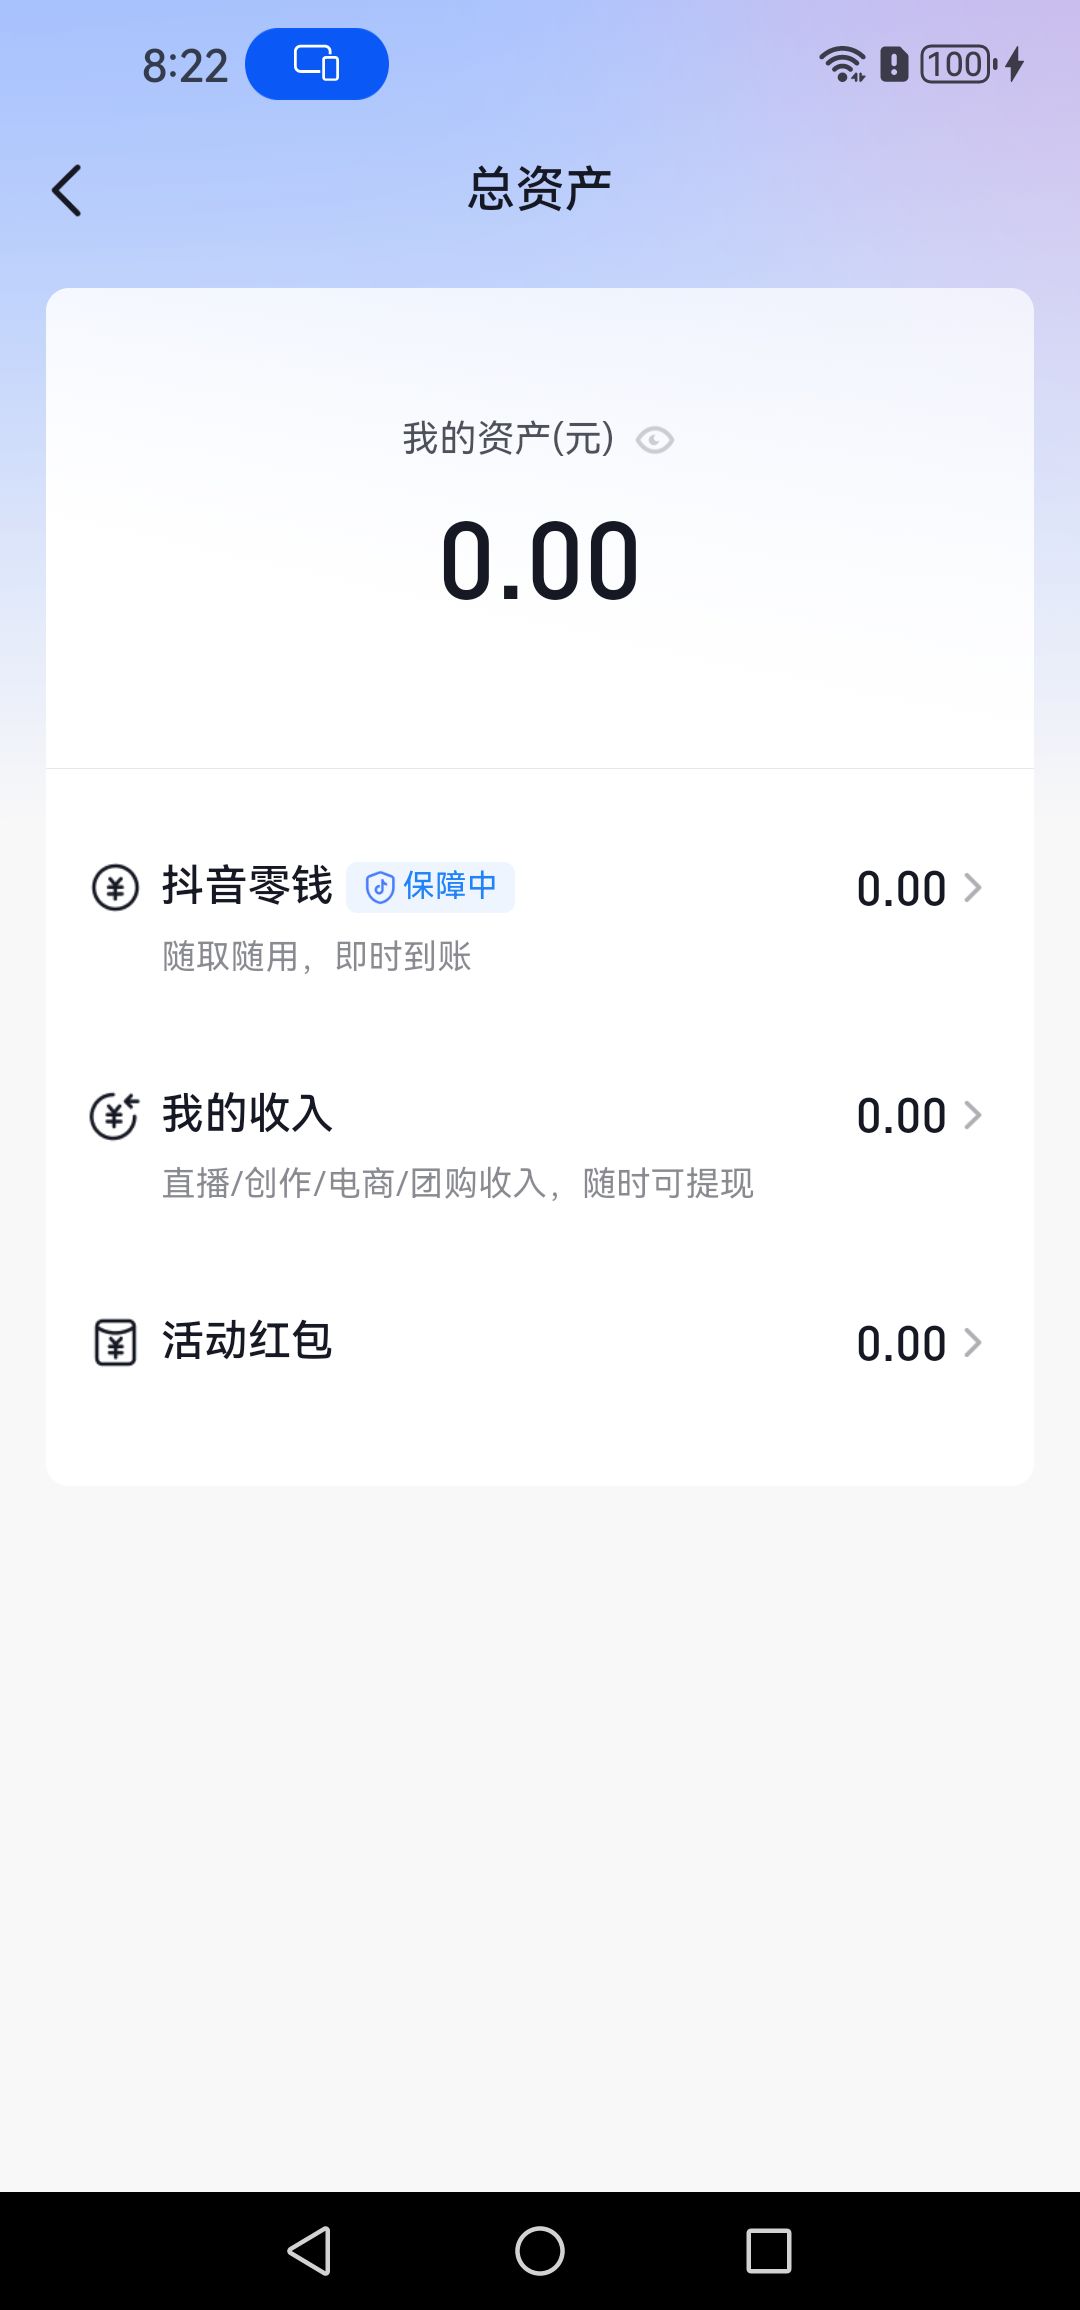 8:22
100
总资产
我的资产(元)
0.00
抖音零钱 保障中 0.00
随取随用，即时到账
我的收入 0.00
直播/创作/电商/团购收入，随时可提现
活动红包 0.00